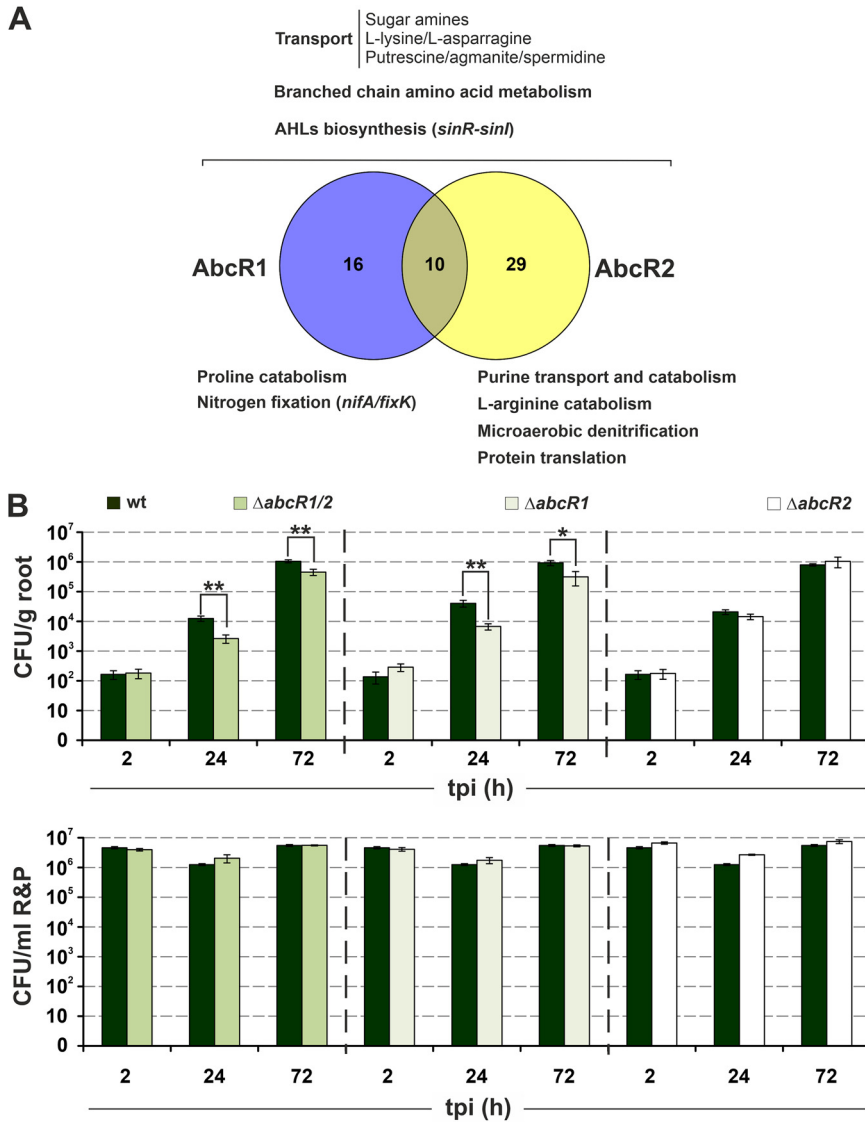 A
Transport
Sugar amines
L-lysine/L-asparragine
Putrescine/agmanite/spermidine
Branched chain amino acid metabolism
AHLs biosynthesis (sinR-sinI)
AbcR1
16
10
29
AbcR2
Proline catabolism
Nitrogen fixation (nifA/fixK)
Purine transport and catabolism
L-arginine catabolism
Microaerobic denitrification
Protein translation
B
wt
ΔabcR1/2
ΔabcR1
ΔabcR2
CFU/g root
10⁷
10⁶
10⁵
10⁴
10³
10²
10
0
** ** ** *
2 24 72 2 24 72 2 24 72
tpi (h)
CFU/ml R&P
10⁷
10⁶
10⁵
10⁴
10³
10²
10
0
2 24 72 2 24 72 2 24 72
tpi (h)